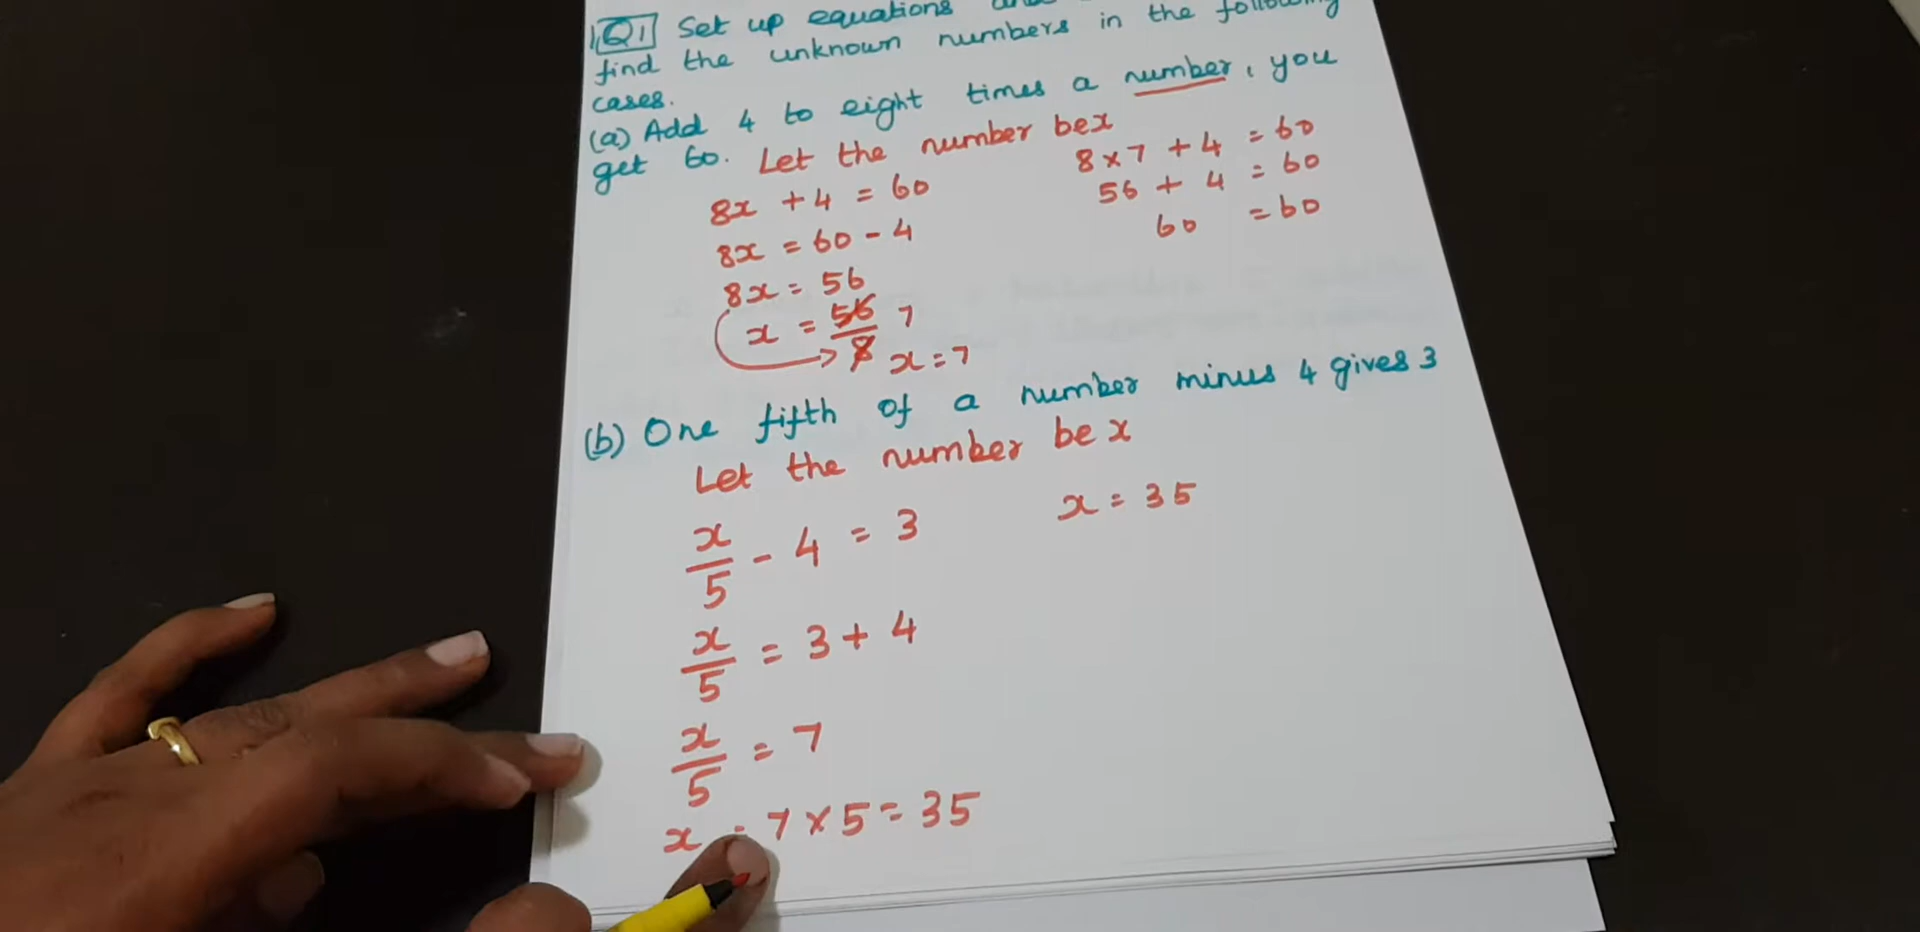 Q1 Set up equations
find the unknown numbers in the following
cases.
(a) Add 4 to eight times a number, you
get 60. Let the number be x
8x + 4 = 60
8x = 60 - 4
8x = 56
x = 56/8 7
x = 7
8 x 7 + 4 = 60
56 + 4 = 60
60 = 60
(b) One fifth of a number minus 4 gives 3
Let the number be x
x/5 - 4 = 3
x/5 = 3 + 4
x/5 = 7
x = 7 x 5 = 35
x = 35